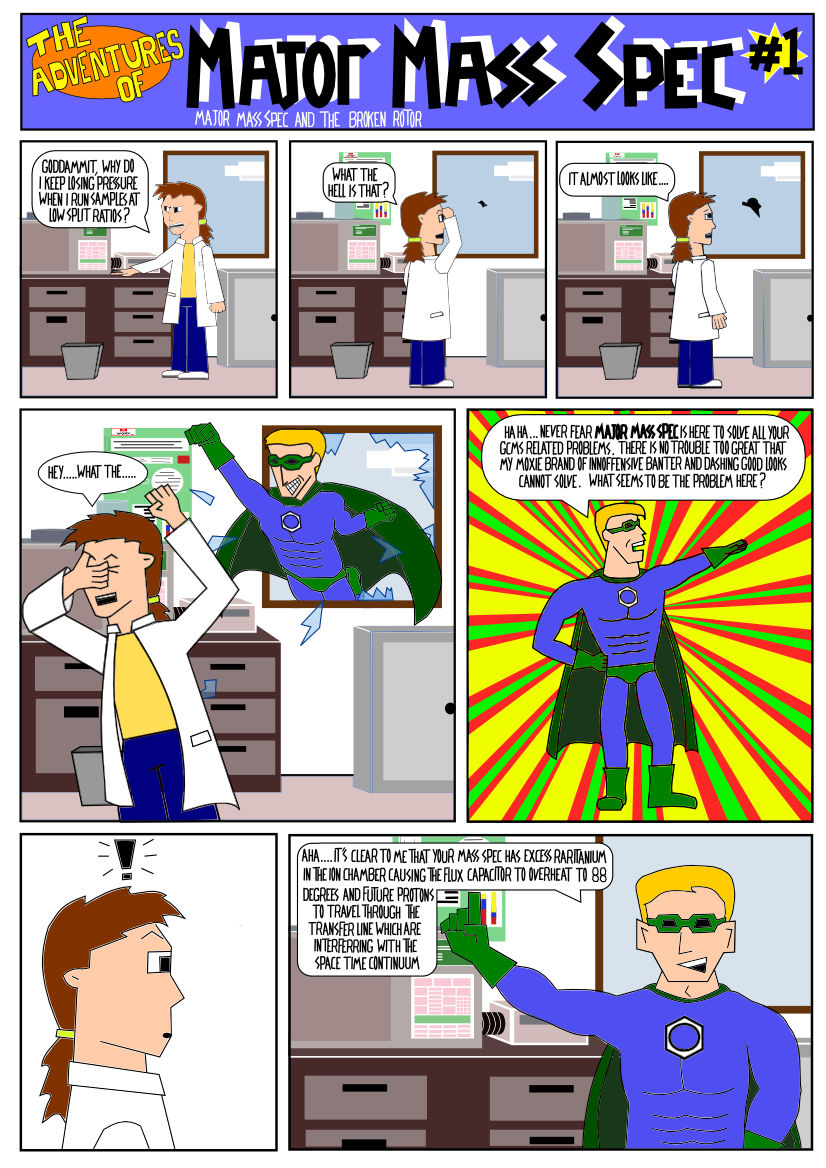 THE
ADVENTURES
OF
MAJOR MASS SPEC
#1
MAJOR MASS SPEC AND THE BROKEN ROTOR
GODDAMMIT, WHY DO
I KEEP LOSING PRESSURE
WHEN I RUN SAMPLES AT
LOW SPLIT RATIOS?
WHAT THE
HELL IS THAT?
IT ALMOST LOOKS LIKE....
HEY.....WHAT THE.....
HA HA... NEVER FEAR MAJOR MASS SPEC IS HERE TO SOLVE ALL YOUR
GCMS RELATED PROBLEMS. THERE IS NO TROUBLE TOO GREAT THAT
MY MOXIE BRAND OF INNOFFENSIVE BANTER AND DASHING GOOD LOOKS
CANNOT SOLVE. WHAT SEEMS TO BE THE PROBLEM HERE?
!
AHA....IT'S CLEAR TO ME THAT YOUR MASS SPEC HAS EXCESS RARITANIUM
IN THE ION CHAMBER CAUSING THE FLUX CAPACITOR TO OVERHEAT TO 88
DEGREES AND FUTURE PROTONS
TO TRAVEL THROUGH THE
TRANSFER LINE WHICH ARE
INTERFERRING WITH THE
SPACE TIME CONTINUUM